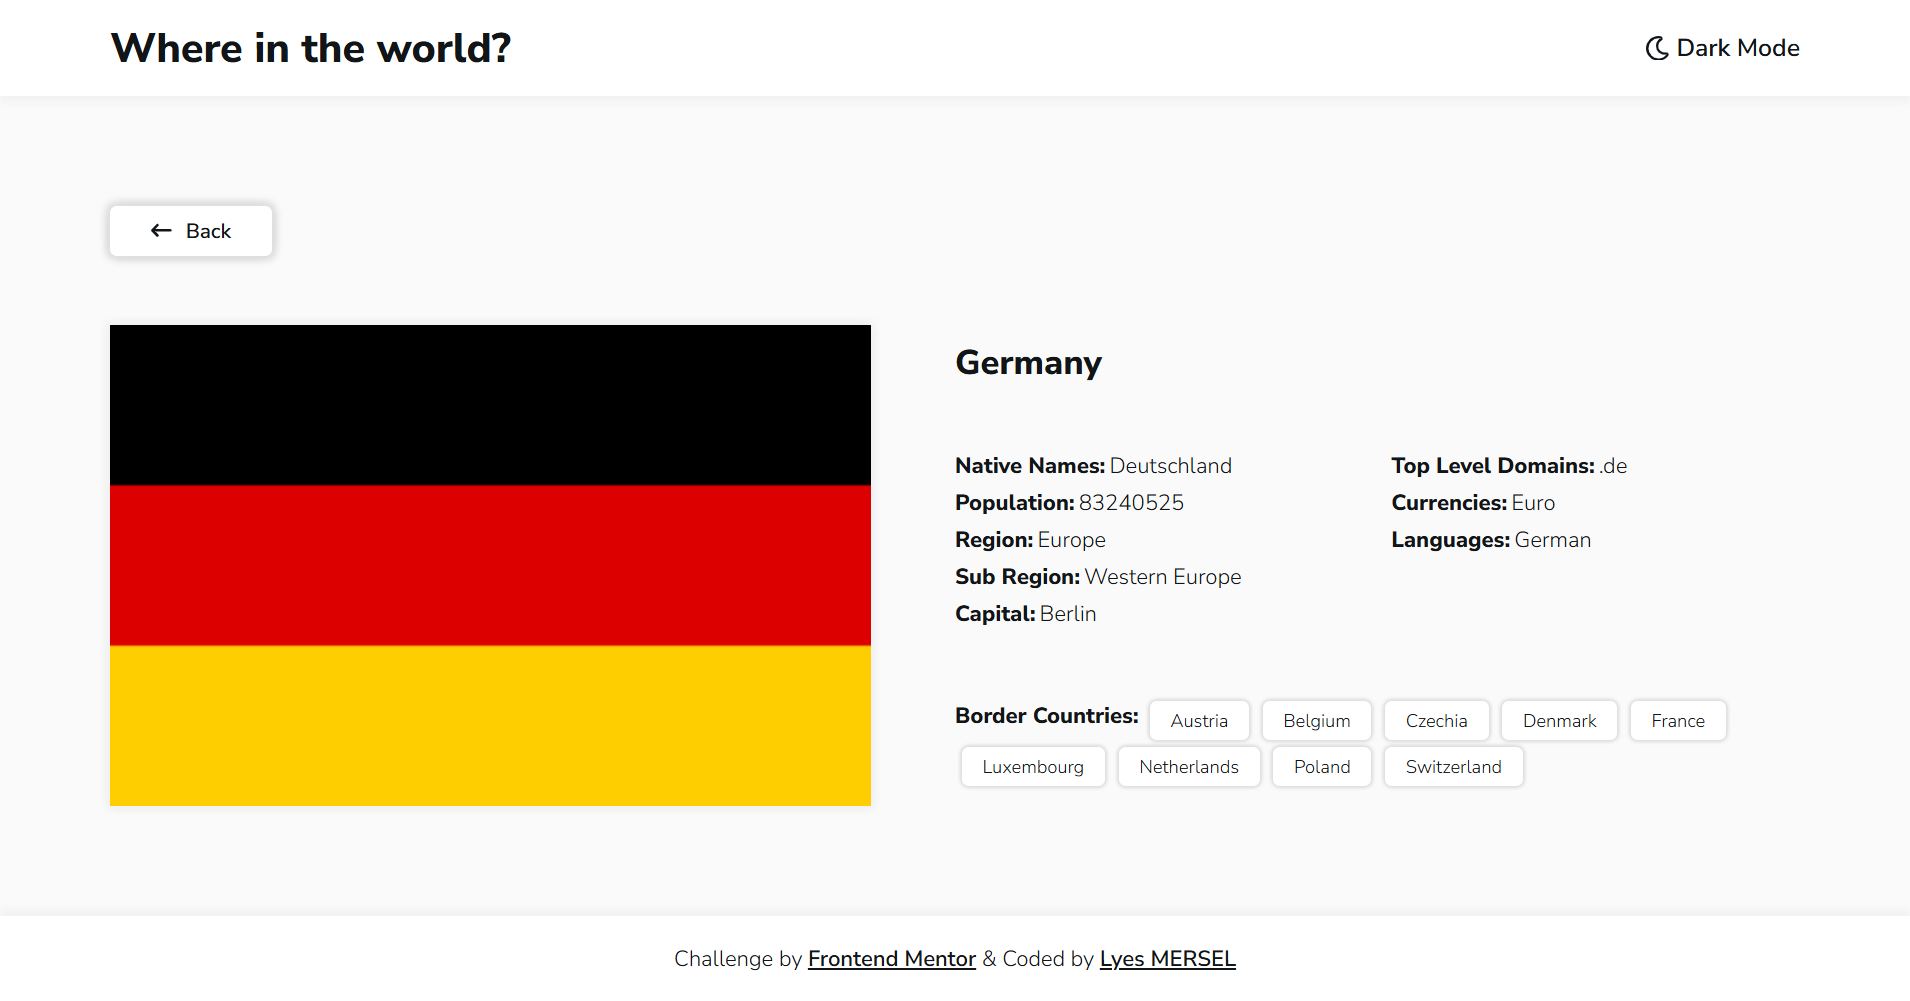 Where in the world?
Dark Mode
Back
Germany
Native Names: Deutschland
Population: 83240525
Region: Europe
Sub Region: Western Europe
Capital: Berlin
Top Level Domains: .de
Currencies: Euro
Languages: German
Border Countries: Austria Belgium Czechia Denmark France
Luxembourg Netherlands Poland Switzerland
Challenge by Frontend Mentor & Coded by Lyes MERSEL